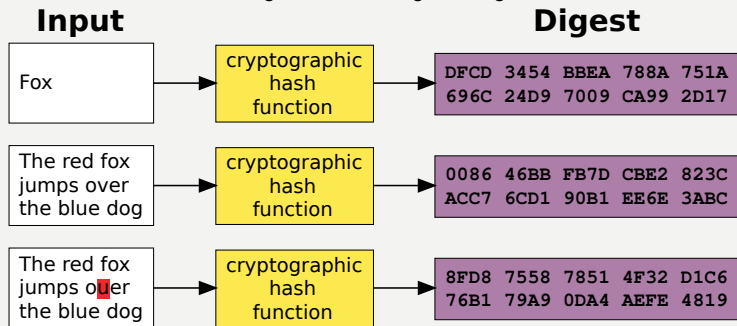 Input
Digest
Fox
cryptographic
hash
function
DFCD 3454 BBEA 788A 751A
696C 24D9 7009 CA99 2D17
The red fox
jumps over
the blue dog
cryptographic
hash
function
0086 46BB FB7D CBE2 823C
ACC7 6CD1 90B1 EE6E 3ABC
The red fox
jumps ouer
the blue dog
cryptographic
hash
function
8FD8 7558 7851 4F32 D1C6
76B1 79A9 0DA4 AEFE 4819